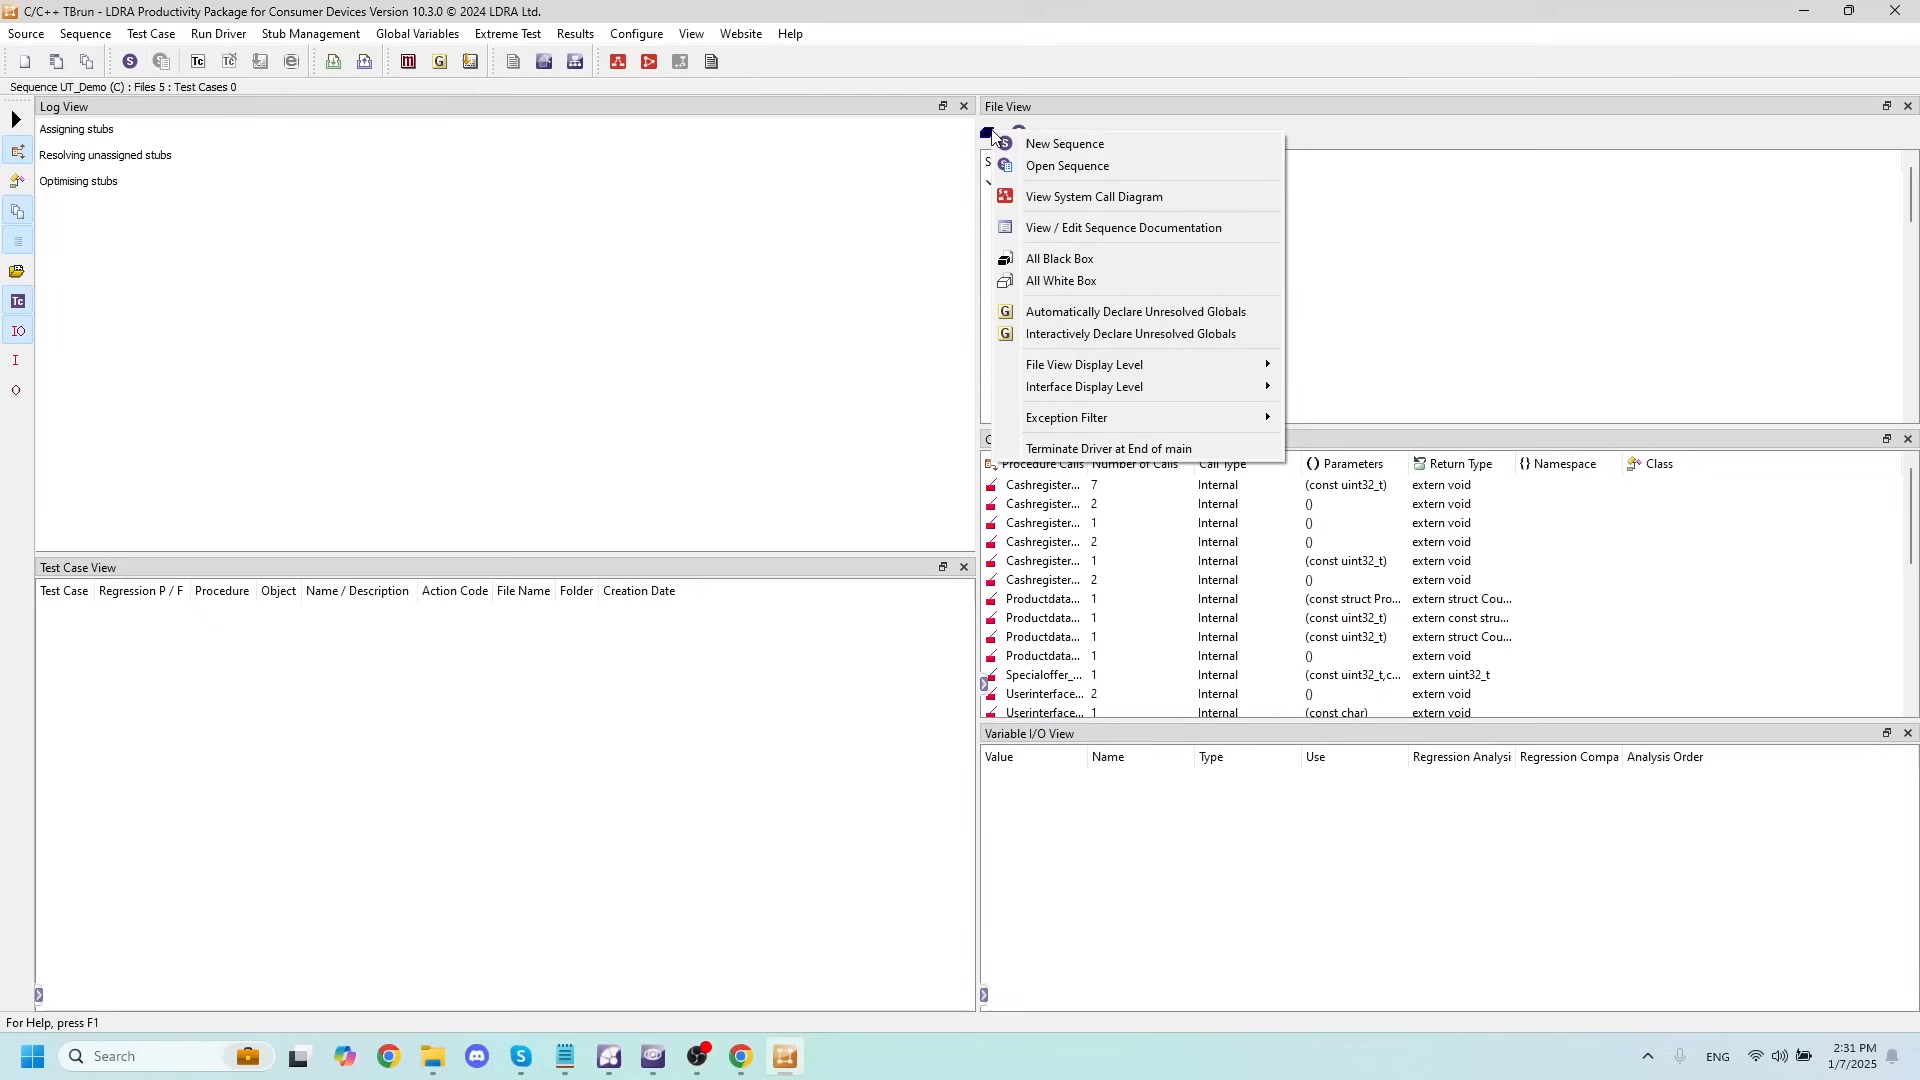 C/C++ TBrun - LDRA Productivity Package for Consumer Devices Version 10.3.0 © 2024 LDRA Ltd.
Source Sequence Test Case Run Driver Stub Management Global Variables Extreme Test Results Configure View Website Help
Sequence UT_Demo (C) : Files 5 : Test Cases 0
Log View
Assigning stubs
Resolving unassigned stubs
Optimising stubs
Test Case View
Test Case Regression P / F Procedure Object Name / Description Action Code File Name Folder Creation Date
File View
New Sequence
Open Sequence
View System Call Diagram
View / Edit Sequence Documentation
All Black Box
All White Box
Automatically Declare Unresolved Globals
Interactively Declare Unresolved Globals
File View Display Level
Interface Display Level
Exception Filter
Terminate Driver at End of main
Procedure Calls Number of Calls Call Type () Parameters Return Type {} Namespace Class
Cashregister... 7 Internal (const uint32_t) extern void
Cashregister... 2 Internal () extern void
Cashregister... 1 Internal () extern void
Cashregister... 2 Internal () extern void
Cashregister... 1 Internal (const uint32_t) extern void
Cashregister... 2 Internal () extern void
Productdata... 1 Internal (const struct Pro... extern struct Cou...
Productdata... 1 Internal (const uint32_t) extern const stru...
Productdata... 1 Internal (const uint32_t) extern struct Cou...
Productdata... 1 Internal () extern void
Specialoffer_... 1 Internal (const uint32_t,c... extern uint32_t
Userinterface... 2 Internal () extern void
Userinterface... 1 Internal (const char) extern void
Variable I/O View
Value Name Type Use Regression Analysi Regression Compa Analysis Order
For Help, press F1
Search
ENG
2:31 PM
1/7/2025